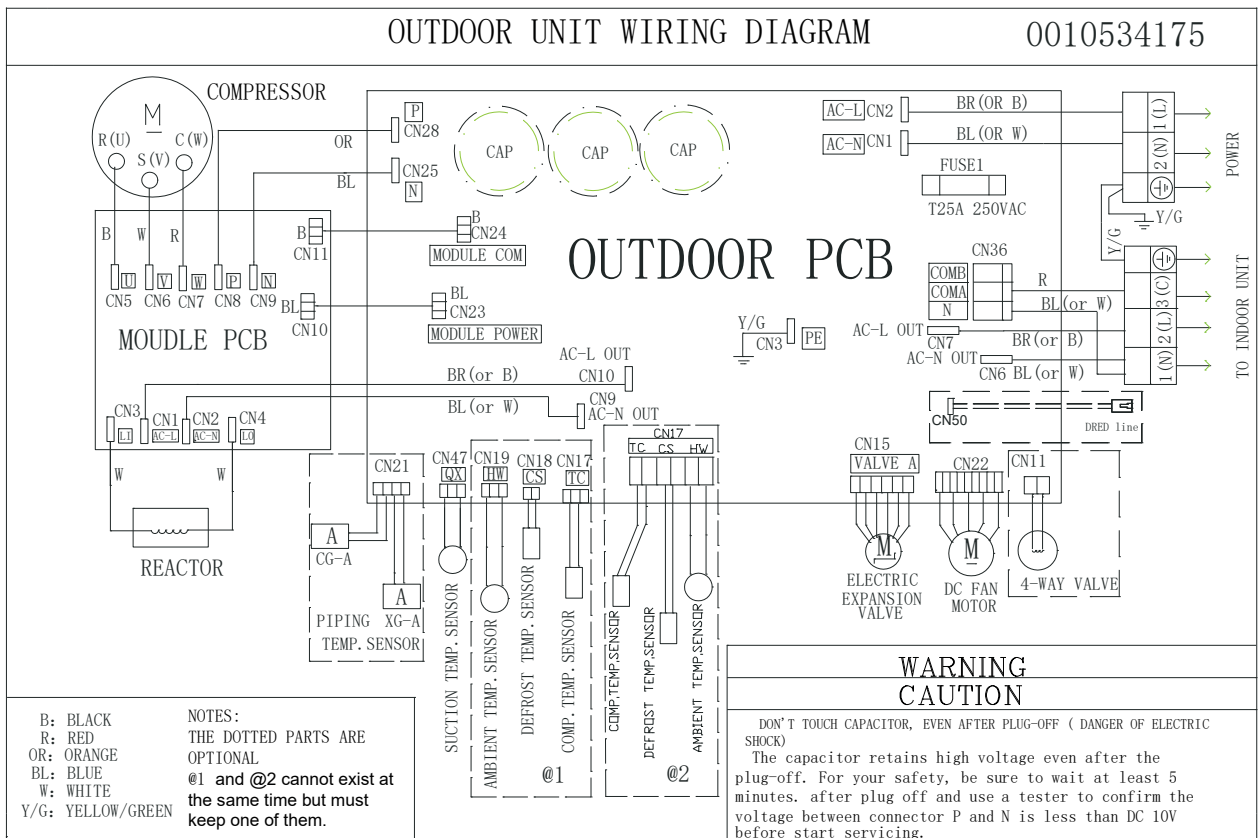 OUTDOOR UNIT WIRING DIAGRAM
0010534175
COMPRESSOR
M
R(U)
S(V)
C(W)
P
CN28
OR
CN25
N
BL
CAP
CAP
CAP
AC-L CN2
BR(OR B)
AC-N CN1
BL(OR W)
1(L)
2(N)
POWER
FUSE1
T25A 250VAC
Y/G
Y/G
B
W
R
U
V
W
P
N
CN5
CN6
CN7
CN8
CN9
B
CN11
B
CN24
MODULE COM
BL
CN10
BL
CN23
MODULE POWER
MOUDLE PCB
OUTDOOR PCB
CN36
COMB
COMA
N
R
BL(or W)
3(C)
2(L)
1(N)
TO INDOOR UNIT
Y/G
CN3
PE
AC-L OUT
CN7
BR(or B)
AC-N OUT
CN6
BL(or W)
AC-L OUT
CN10
BR(or B)
BL(or W)
CN9
AC-N OUT
CN3
LI
CN1
AC-L
CN2
AC-N
CN4
LO
W
W
REACTOR
CN50
DRED line
CN21
A
CG-A
A
XG-A
PIPING
TEMP.SENSOR
CN47
QX
SUCTION TEMP.SENSOR
CN19
HW
AMBIENT TEMP.SENSOR
CN18
CS
DEFROST TEMP.SENSOR
CN17
TC
COMP.TEMP.SENSOR
@1
CN17
TC CS HW
COMP.TEMP.SENSOR
DEFROST TEMP.SENSOR
AMBIENT TEMP.SENSOR
@2
CN15
VALVE A
M
ELECTRIC
EXPANSION
VALVE
CN22
M
DC FAN
MOTOR
CN11
4-WAY VALVE
B: BLACK
R: RED
OR: ORANGE
BL: BLUE
W: WHITE
Y/G: YELLOW/GREEN
NOTES:
THE DOTTED PARTS ARE
OPTIONAL
@1 and @2 cannot exist at
the same time but must
keep one of them.
WARNING
CAUTION
DON'T TOUCH CAPACITOR, EVEN AFTER PLUG-OFF ( DANGER OF ELECTRIC
SHOCK)
The capacitor retains high voltage even after the
plug-off. For your safety, be sure to wait at least 5
minutes. after plug off and use a tester to confirm the
voltage between connector P and N is less than DC 10V
before start servicing.